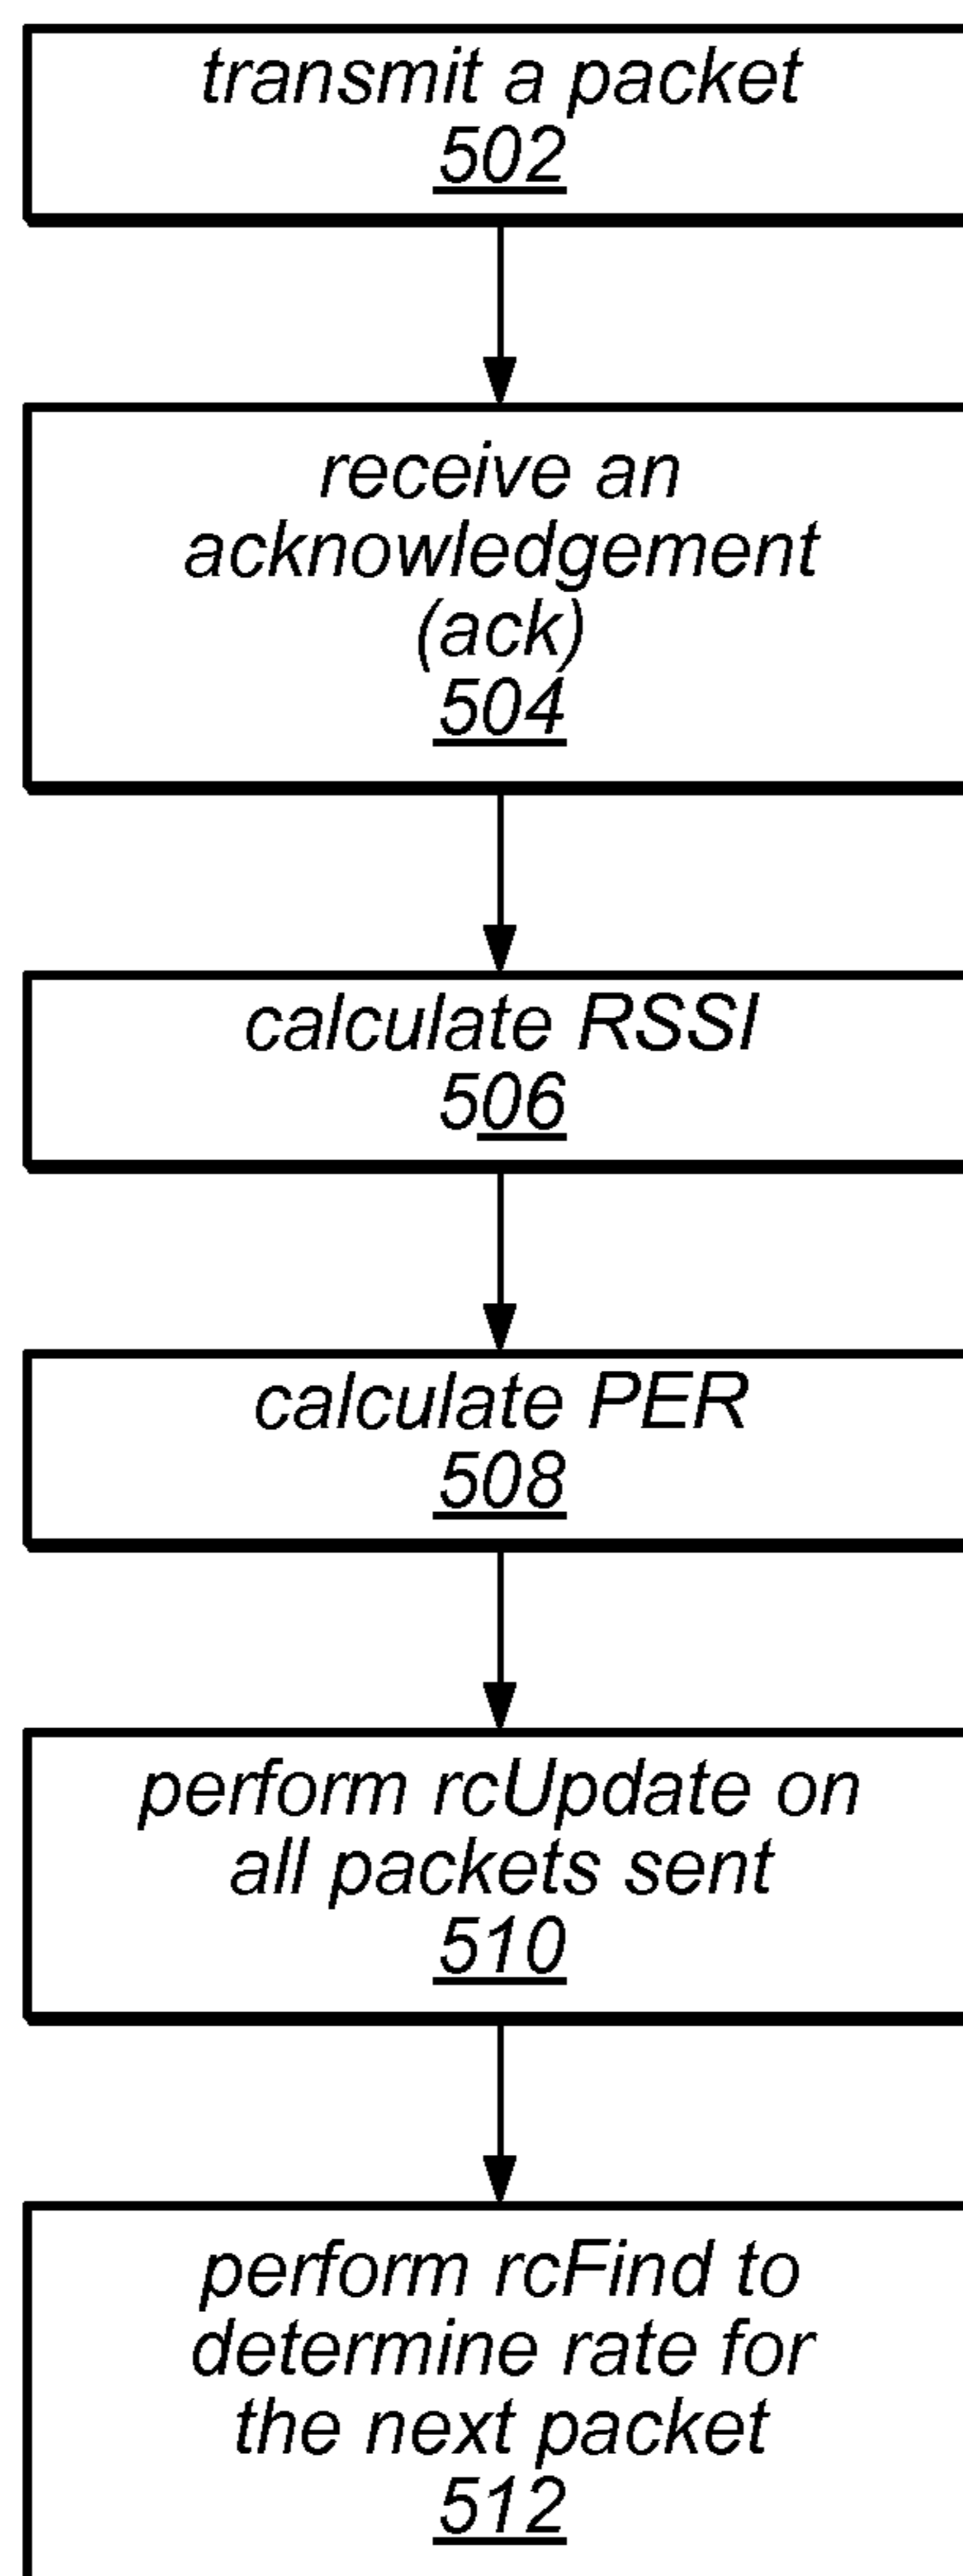 transmit a packet
502
receive an
acknowledgement
(ack)
504
calculate RSSI
506
calculate PER
508
perform rcUpdate on
all packets sent
510
perform rcFind to
determine rate for
the next packet
512